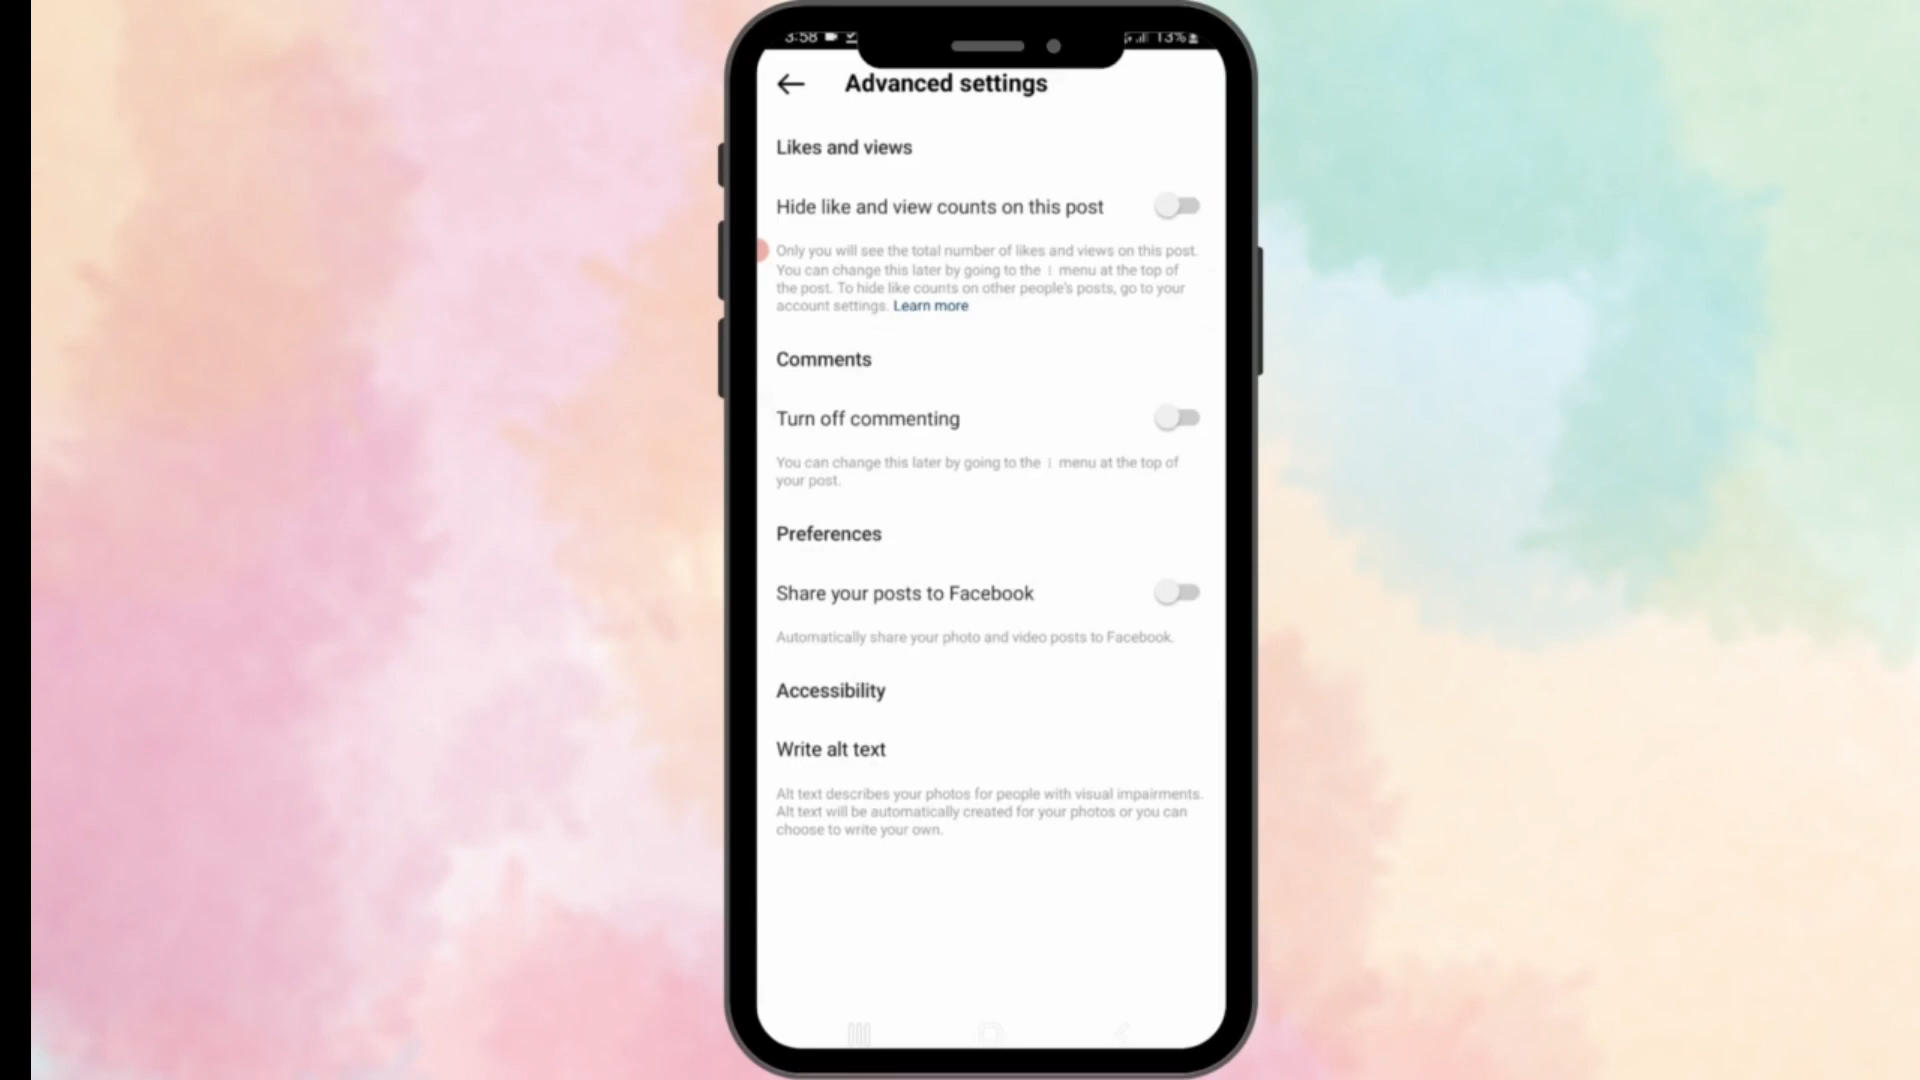 3:58 13%
Advanced settings
Likes and views
Hide like and view counts on this post
Only you will see the total number of likes and views on this post.
You can change this later by going to the ⋮ menu at the top of
the post. To hide like counts on other people's posts, go to your
account settings. Learn more
Comments
Turn off commenting
You can change this later by going to the ⋮ menu at the top of
your post.
Preferences
Share your posts to Facebook
Automatically share your photo and video posts to Facebook.
Accessibility
Write alt text
Alt text describes your photos for people with visual impairments.
Alt text will be automatically created for your photos or you can
choose to write your own.